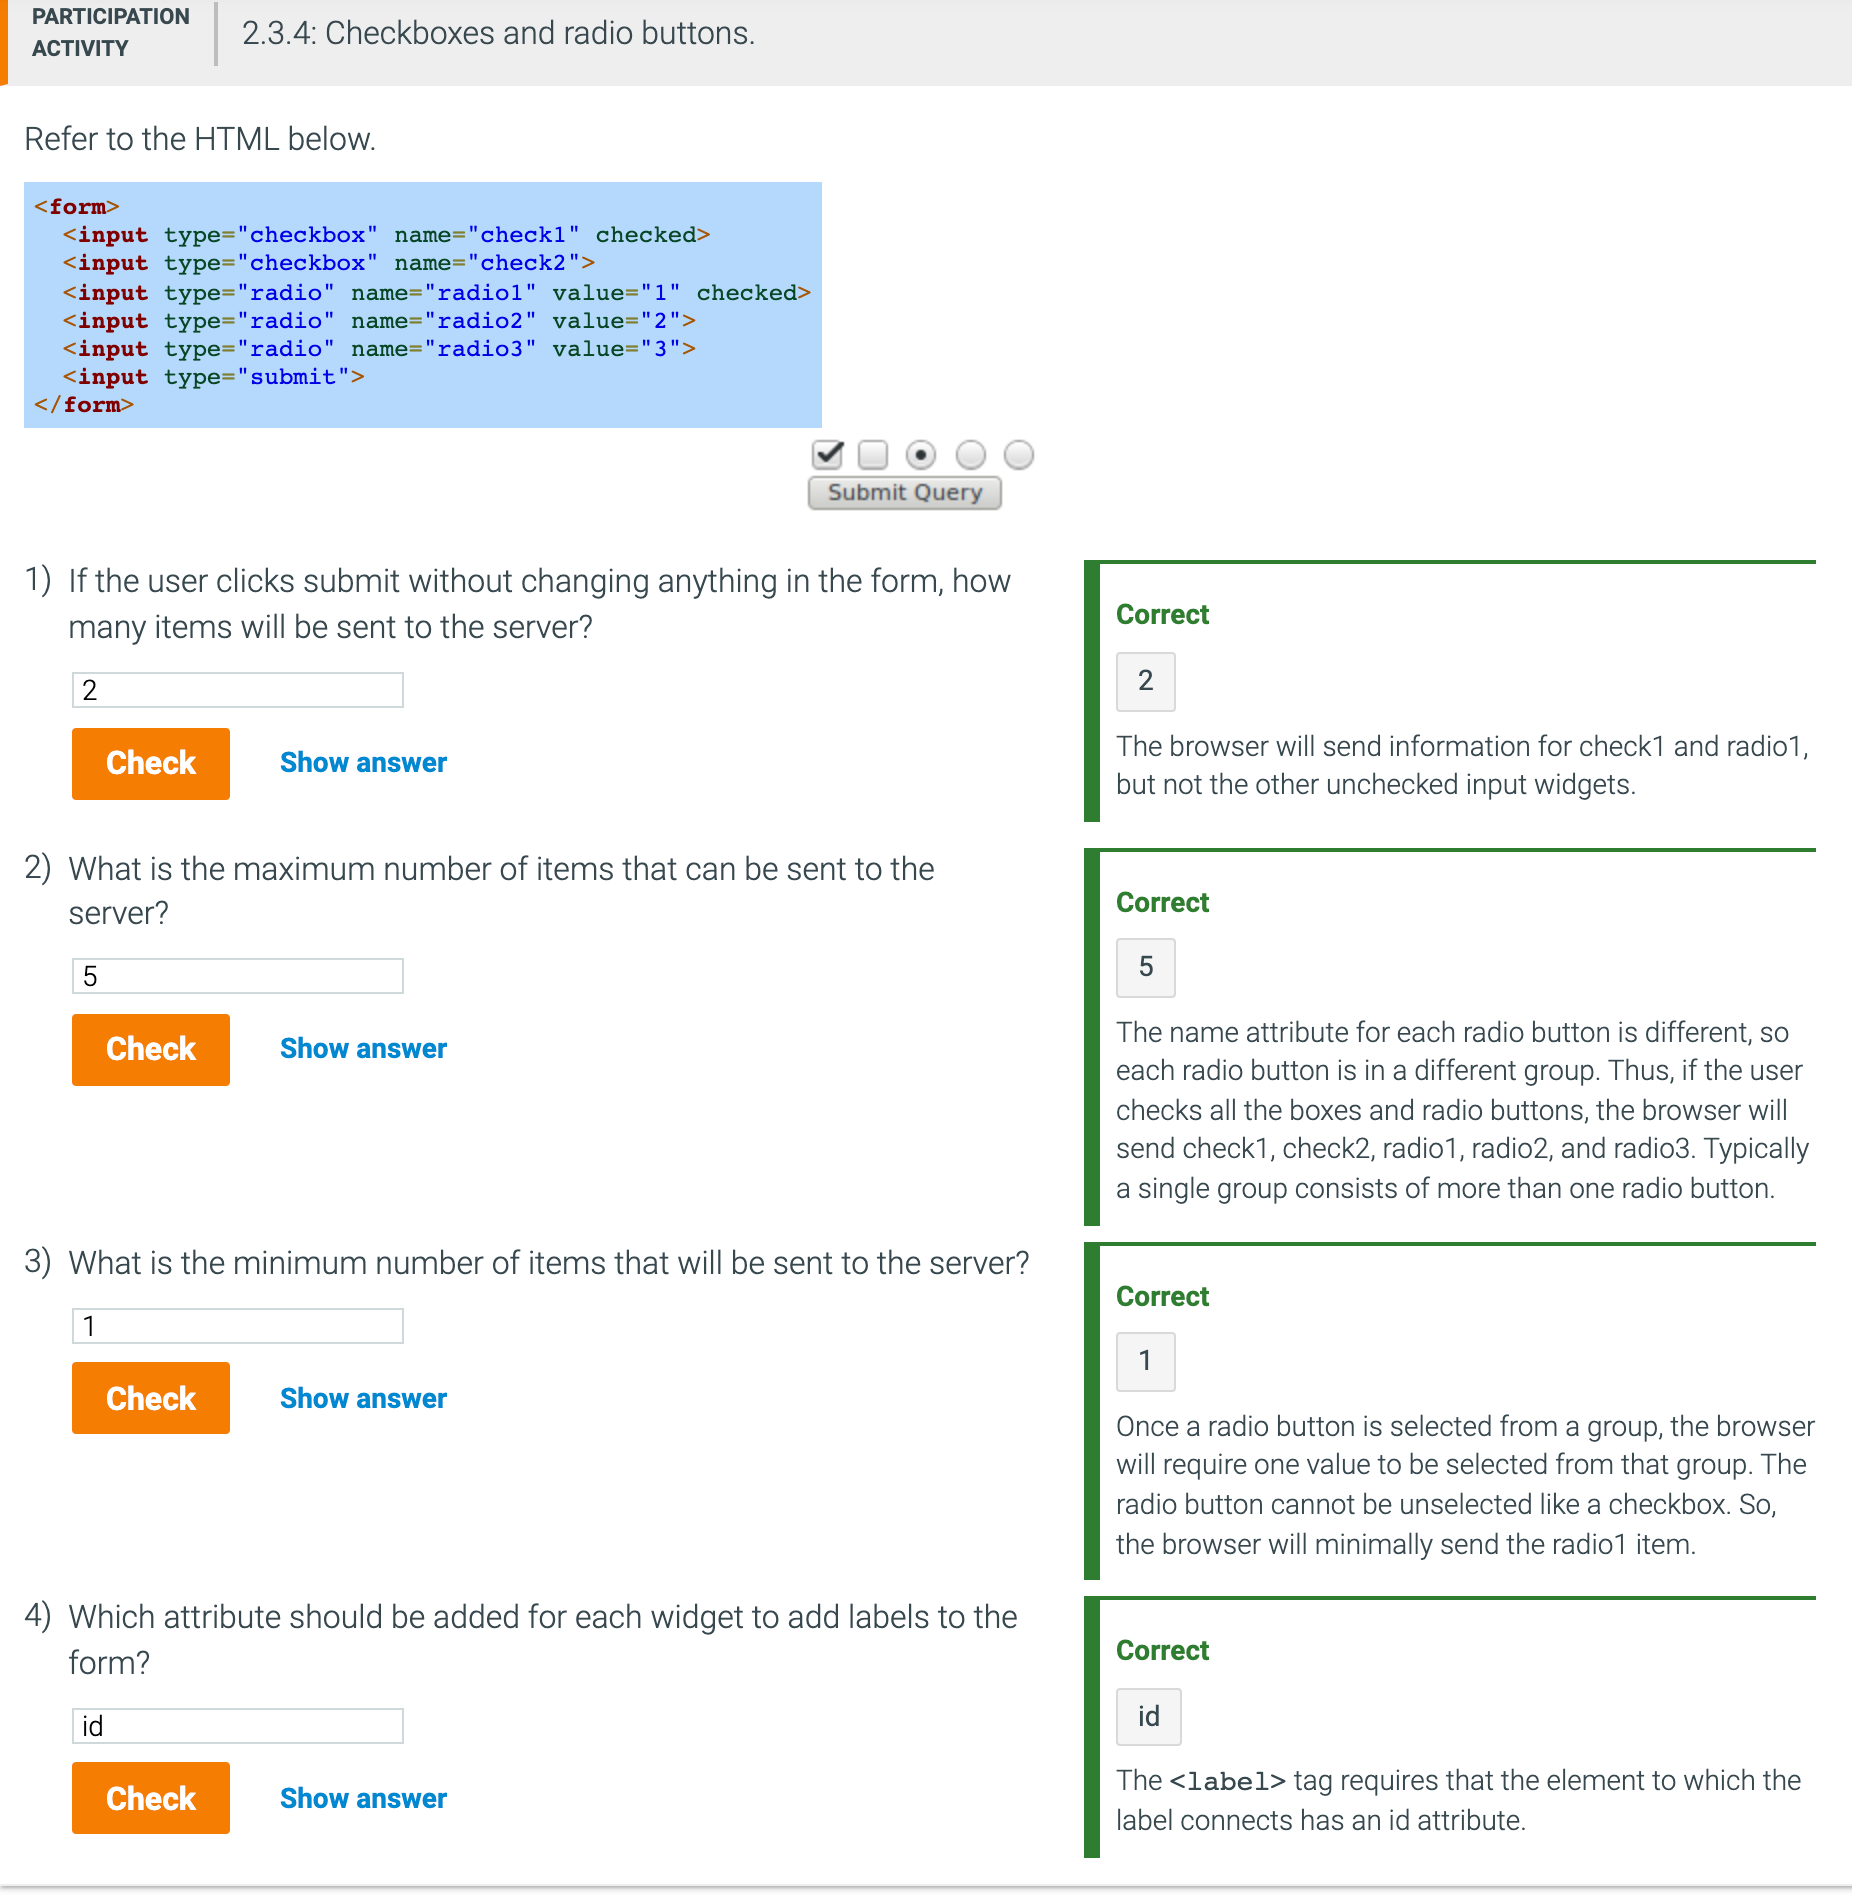 PARTICIPATION
ACTIVITY
2.3.4: Checkboxes and radio buttons.
Refer to the HTML below.
<form>
  <input type="checkbox" name="check1" checked>
  <input type="checkbox" name="check2">
  <input type="radio" name="radio1" value="1" checked>
  <input type="radio" name="radio2" value="2">
  <input type="radio" name="radio3" value="3">
  <input type="submit">
</form>
Submit Query
1) If the user clicks submit without changing anything in the form, how
many items will be sent to the server?
2
Check Show answer
Correct
2
The browser will send information for check1 and radio1,
but not the other unchecked input widgets.
2) What is the maximum number of items that can be sent to the
server?
5
Check Show answer
Correct
5
The name attribute for each radio button is different, so
each radio button is in a different group. Thus, if the user
checks all the boxes and radio buttons, the browser will
send check1, check2, radio1, radio2, and radio3. Typically
a single group consists of more than one radio button.
3) What is the minimum number of items that will be sent to the server?
1
Check Show answer
Correct
1
Once a radio button is selected from a group, the browser
will require one value to be selected from that group. The
radio button cannot be unselected like a checkbox. So,
the browser will minimally send the radio1 item.
4) Which attribute should be added for each widget to add labels to the
form?
id
Check Show answer
Correct
id
The <label> tag requires that the element to which the
label connects has an id attribute.